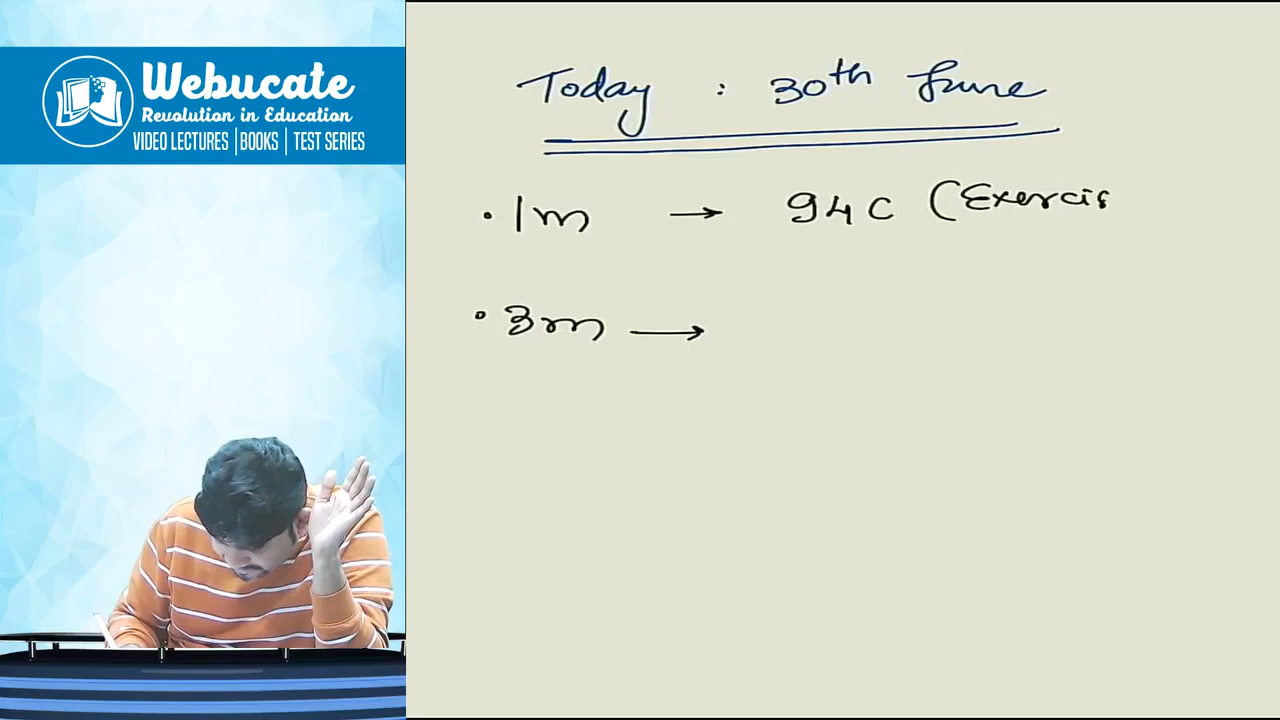 Webucate
Revolution in Education
VIDEO LECTURES | BOOKS | TEST SERIES
Today : 30th June
• 1m → 94C (Exercis
• 3m →